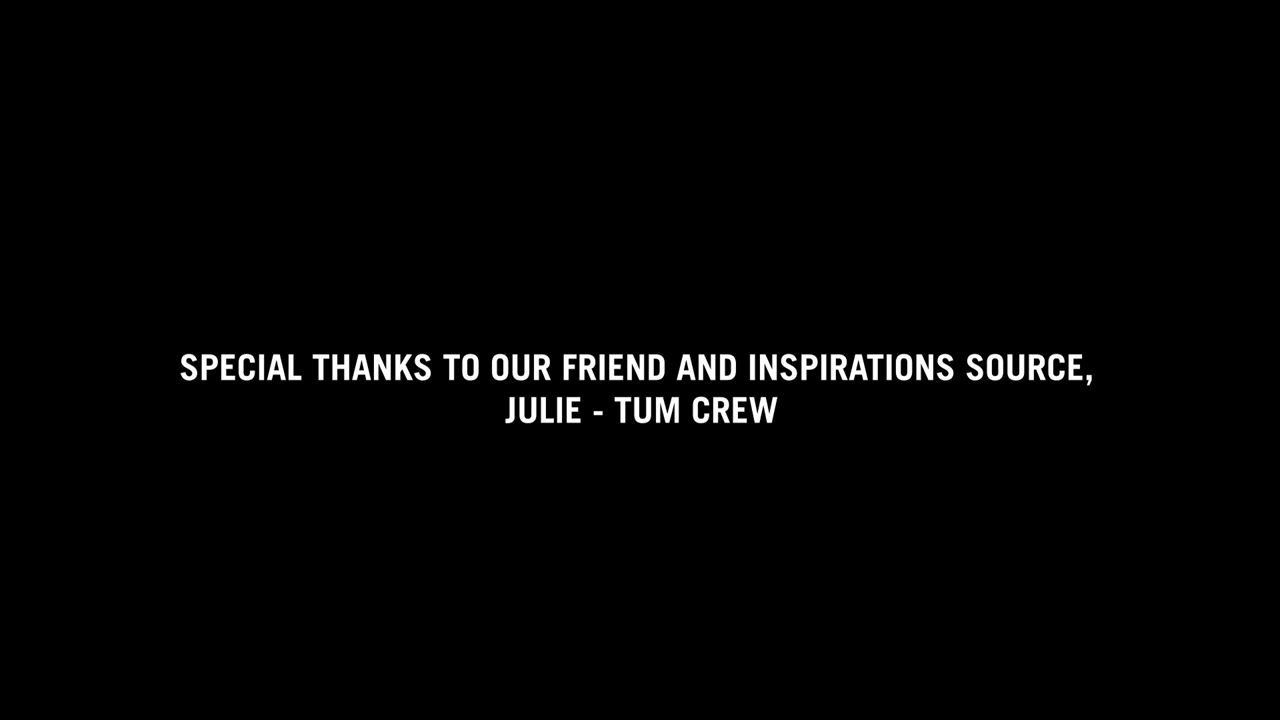 SPECIAL THANKS TO OUR FRIEND AND INSPIRATIONS SOURCE,
JULIE - TUM CREW